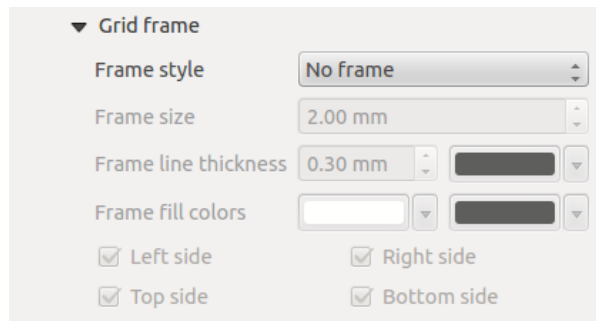 Grid frame
Frame style No frame
Frame size 2.00 mm
Frame line thickness 0.30 mm
Frame fill colors
Left side Right side
Top side Bottom side